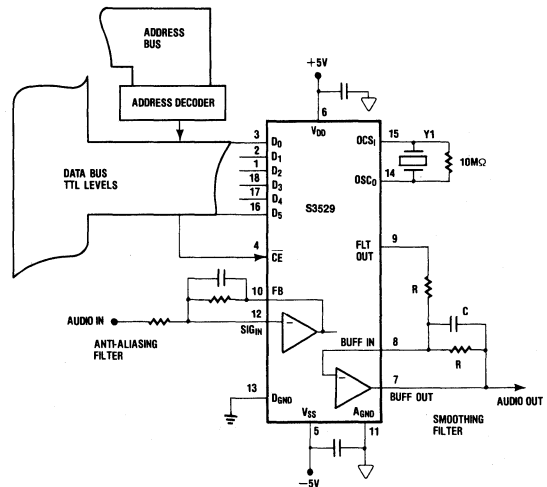 ADDRESS
BUS
ADDRESS DECODER
DATA BUS
TTL LEVELS
+5V
6
VDD
3 D0
2 D1
1 D2
18 D3
17 D4
16 D5
4 CE
S3529
15 OCSI
Y1
10MΩ
14 OSCO
FLT
OUT
9
R
C
10 FB
AUDIO IN
12
SIGIN
ANTI-ALIASING
FILTER
BUFF IN 8
R
7
BUFF OUT
AUDIO OUT
SMOOTHING
FILTER
13 DGND
VSS
5
AGND
11
−5V